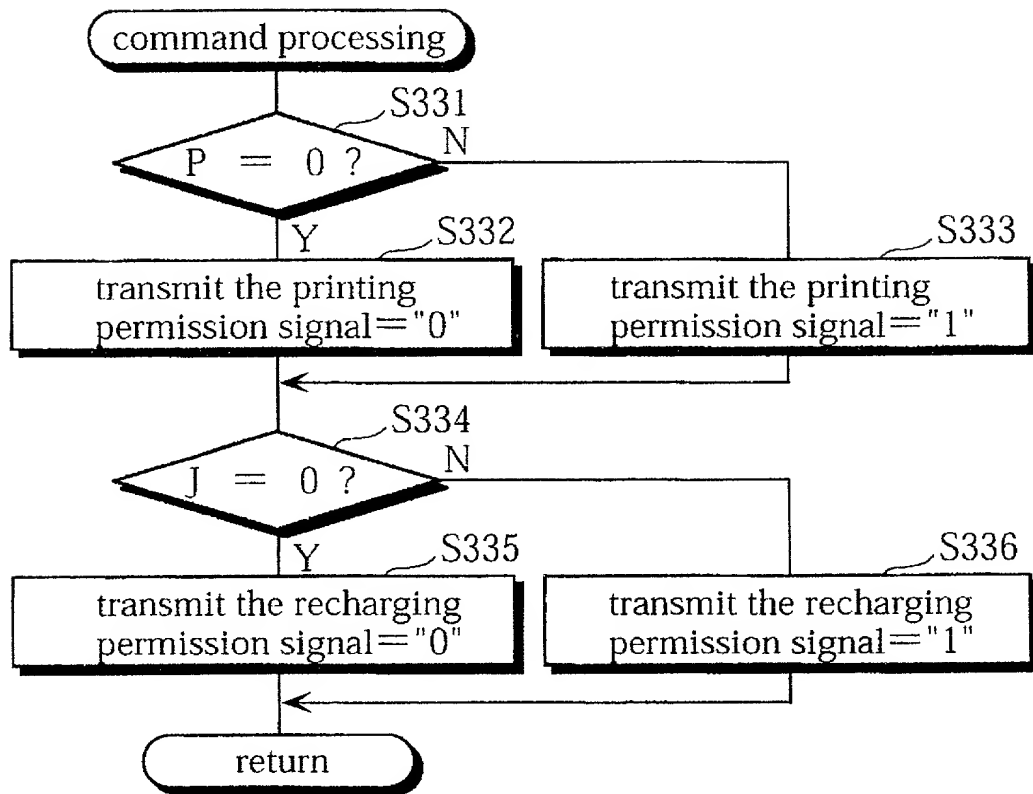 command processing
S331
P = 0 ?
N
Y
S332
S333
transmit the printing
permission signal="0"
transmit the printing
permission signal="1"
S334
J = 0 ?
N
Y
S335
S336
transmit the recharging
permission signal="0"
transmit the recharging
permission signal="1"
return